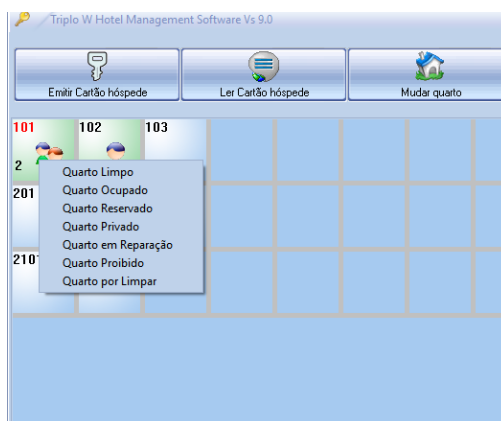 Triplo W Hotel Management Software Vs 9.0
Emitir Cartão hóspede
Ler Cartão hóspede
Mudar quarto
101
102
103
2
201
2101
Quarto Limpo
Quarto Ocupado
Quarto Reservado
Quarto Privado
Quarto em Reparação
Quarto Proibido
Quarto por Limpar